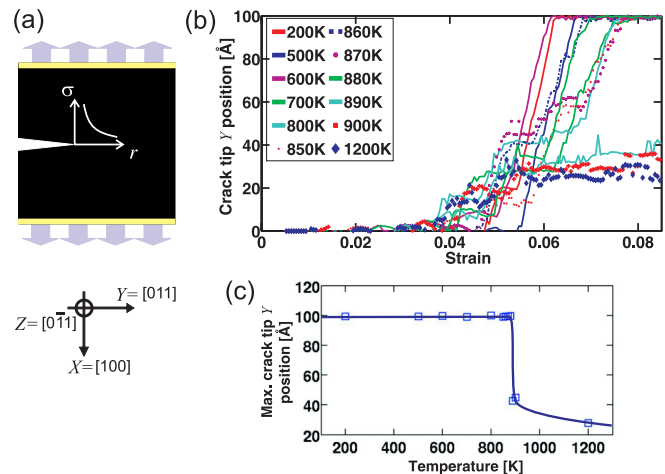 (a)
σ
r
Y=[011]
Z=[01̄1]
X=[100]
(b)
Crack tip Y position [Å]
100
80
60
40
20
0
200K 860K
500K 870K
600K 880K
700K 890K
800K 900K
850K 1200K
0 0.02 0.04 0.06 0.08
Strain
(c)
Max. crack tip Y
position [Å]
120
100
80
60
40
20
200 400 600 800 1000 1200
Temperature [K]